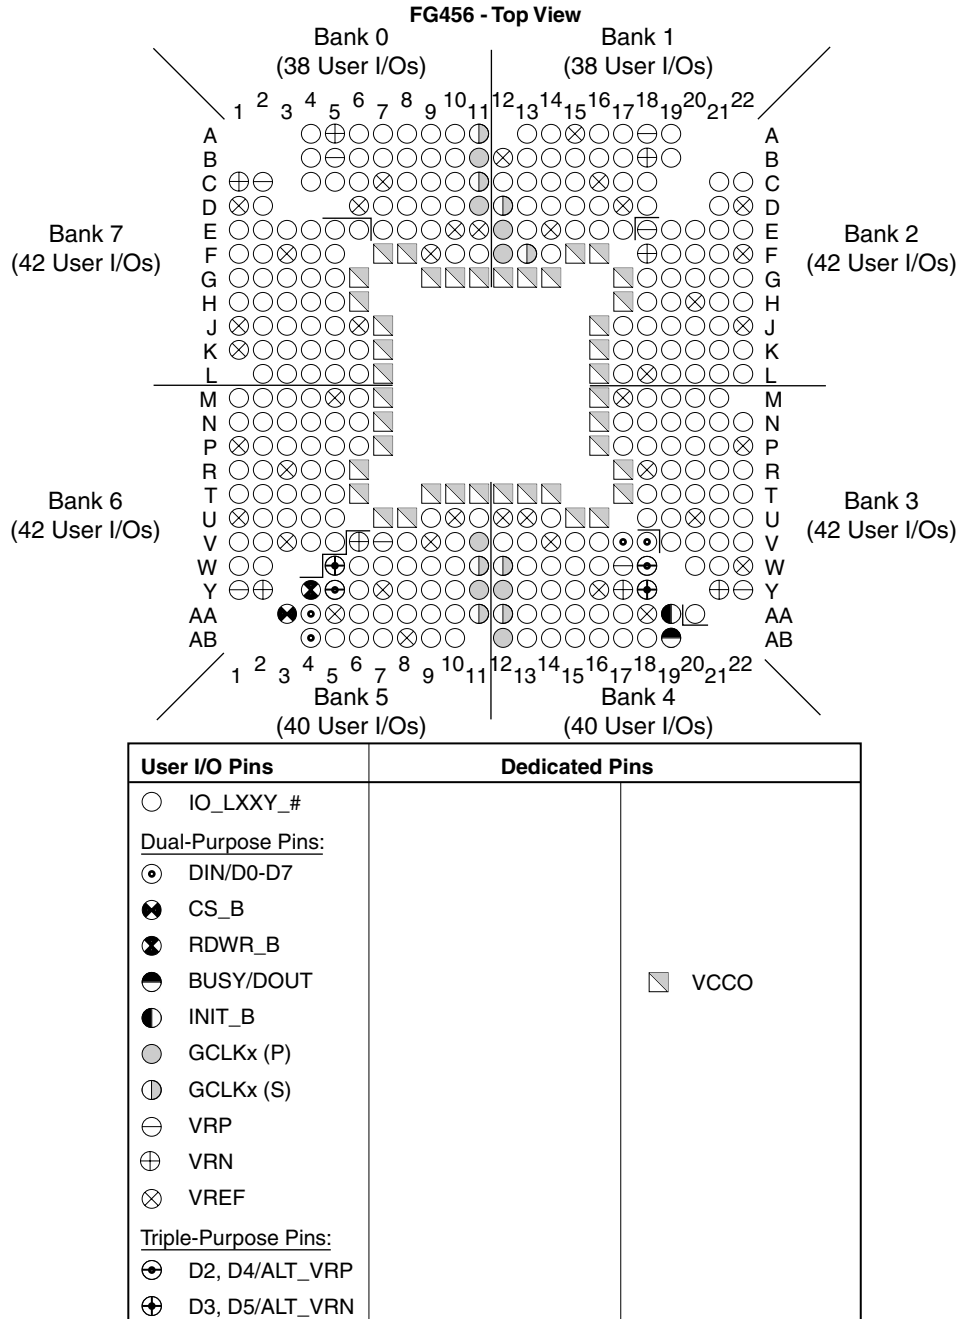 FG456 - Top View
Bank 0
(38 User I/Os)
Bank 1
(38 User I/Os)
1 2 3 4 5 6 7 8 9 10 11 12 13 14 15 16 17 18 19 20 21 22
A A
B B
C C
D D
E E
F F
G G
H H
J J
K K
L L
M M
N N
P P
R R
T T
U U
V V
W W
Y Y
AA AA
AB AB
Bank 7
(42 User I/Os)
Bank 2
(42 User I/Os)
Bank 6
(42 User I/Os)
Bank 3
(42 User I/Os)
1 2 3 4 5 6 7 8 9 10 11 12 13 14 15 16 17 18 19 20 21 22
Bank 5
(40 User I/Os)
Bank 4
(40 User I/Os)
User I/O Pins
Dedicated Pins
IO_LXXY_#
Dual-Purpose Pins:
DIN/D0-D7
CS_B
RDWR_B
BUSY/DOUT
VCCO
INIT_B
GCLKx (P)
GCLKx (S)
VRP
VRN
VREF
Triple-Purpose Pins:
D2, D4/ALT_VRP
D3, D5/ALT_VRN